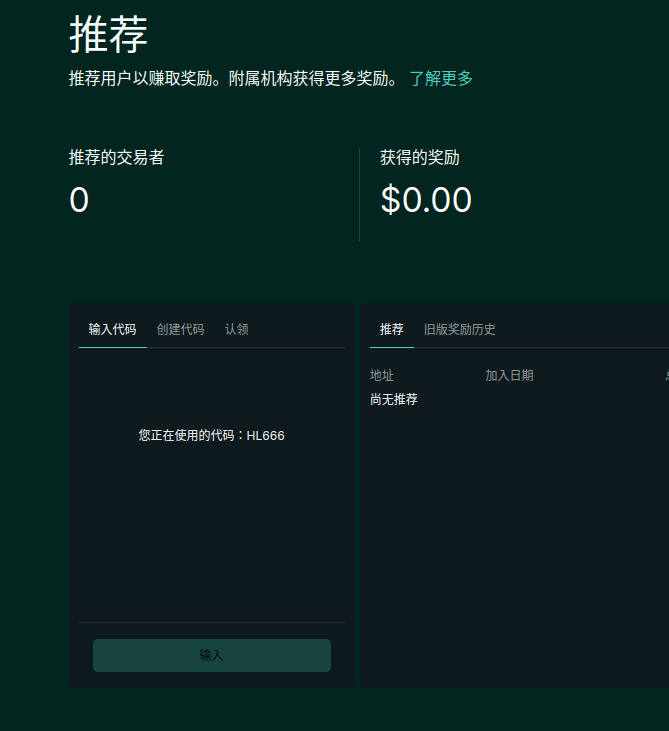 推荐
推荐用户以赚取奖励。附属机构获得更多奖励。 了解更多
推荐的交易者
0
获得的奖励
$0.00
输入代码 创建代码 认领
您正在使用的代码：HL666
输入
推荐 旧版奖励历史
地址 加入日期
尚无推荐